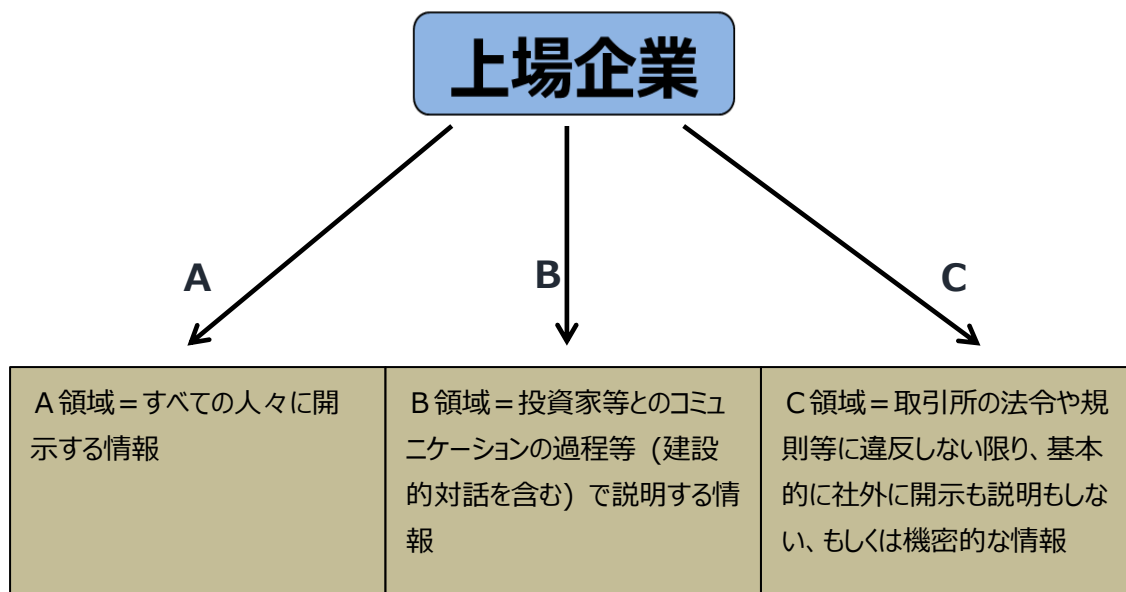 上場企業
A
B
C
A領域=すべての人々に開
示する情報
B領域=投資家等とのコミュ
ニケーションの過程等 (建設
的対話を含む) で説明する情
報
C領域=取引所の法令や規
則等に違反しない限り、基本
的に社外に開示も説明もしな
い、もしくは機密的な情報